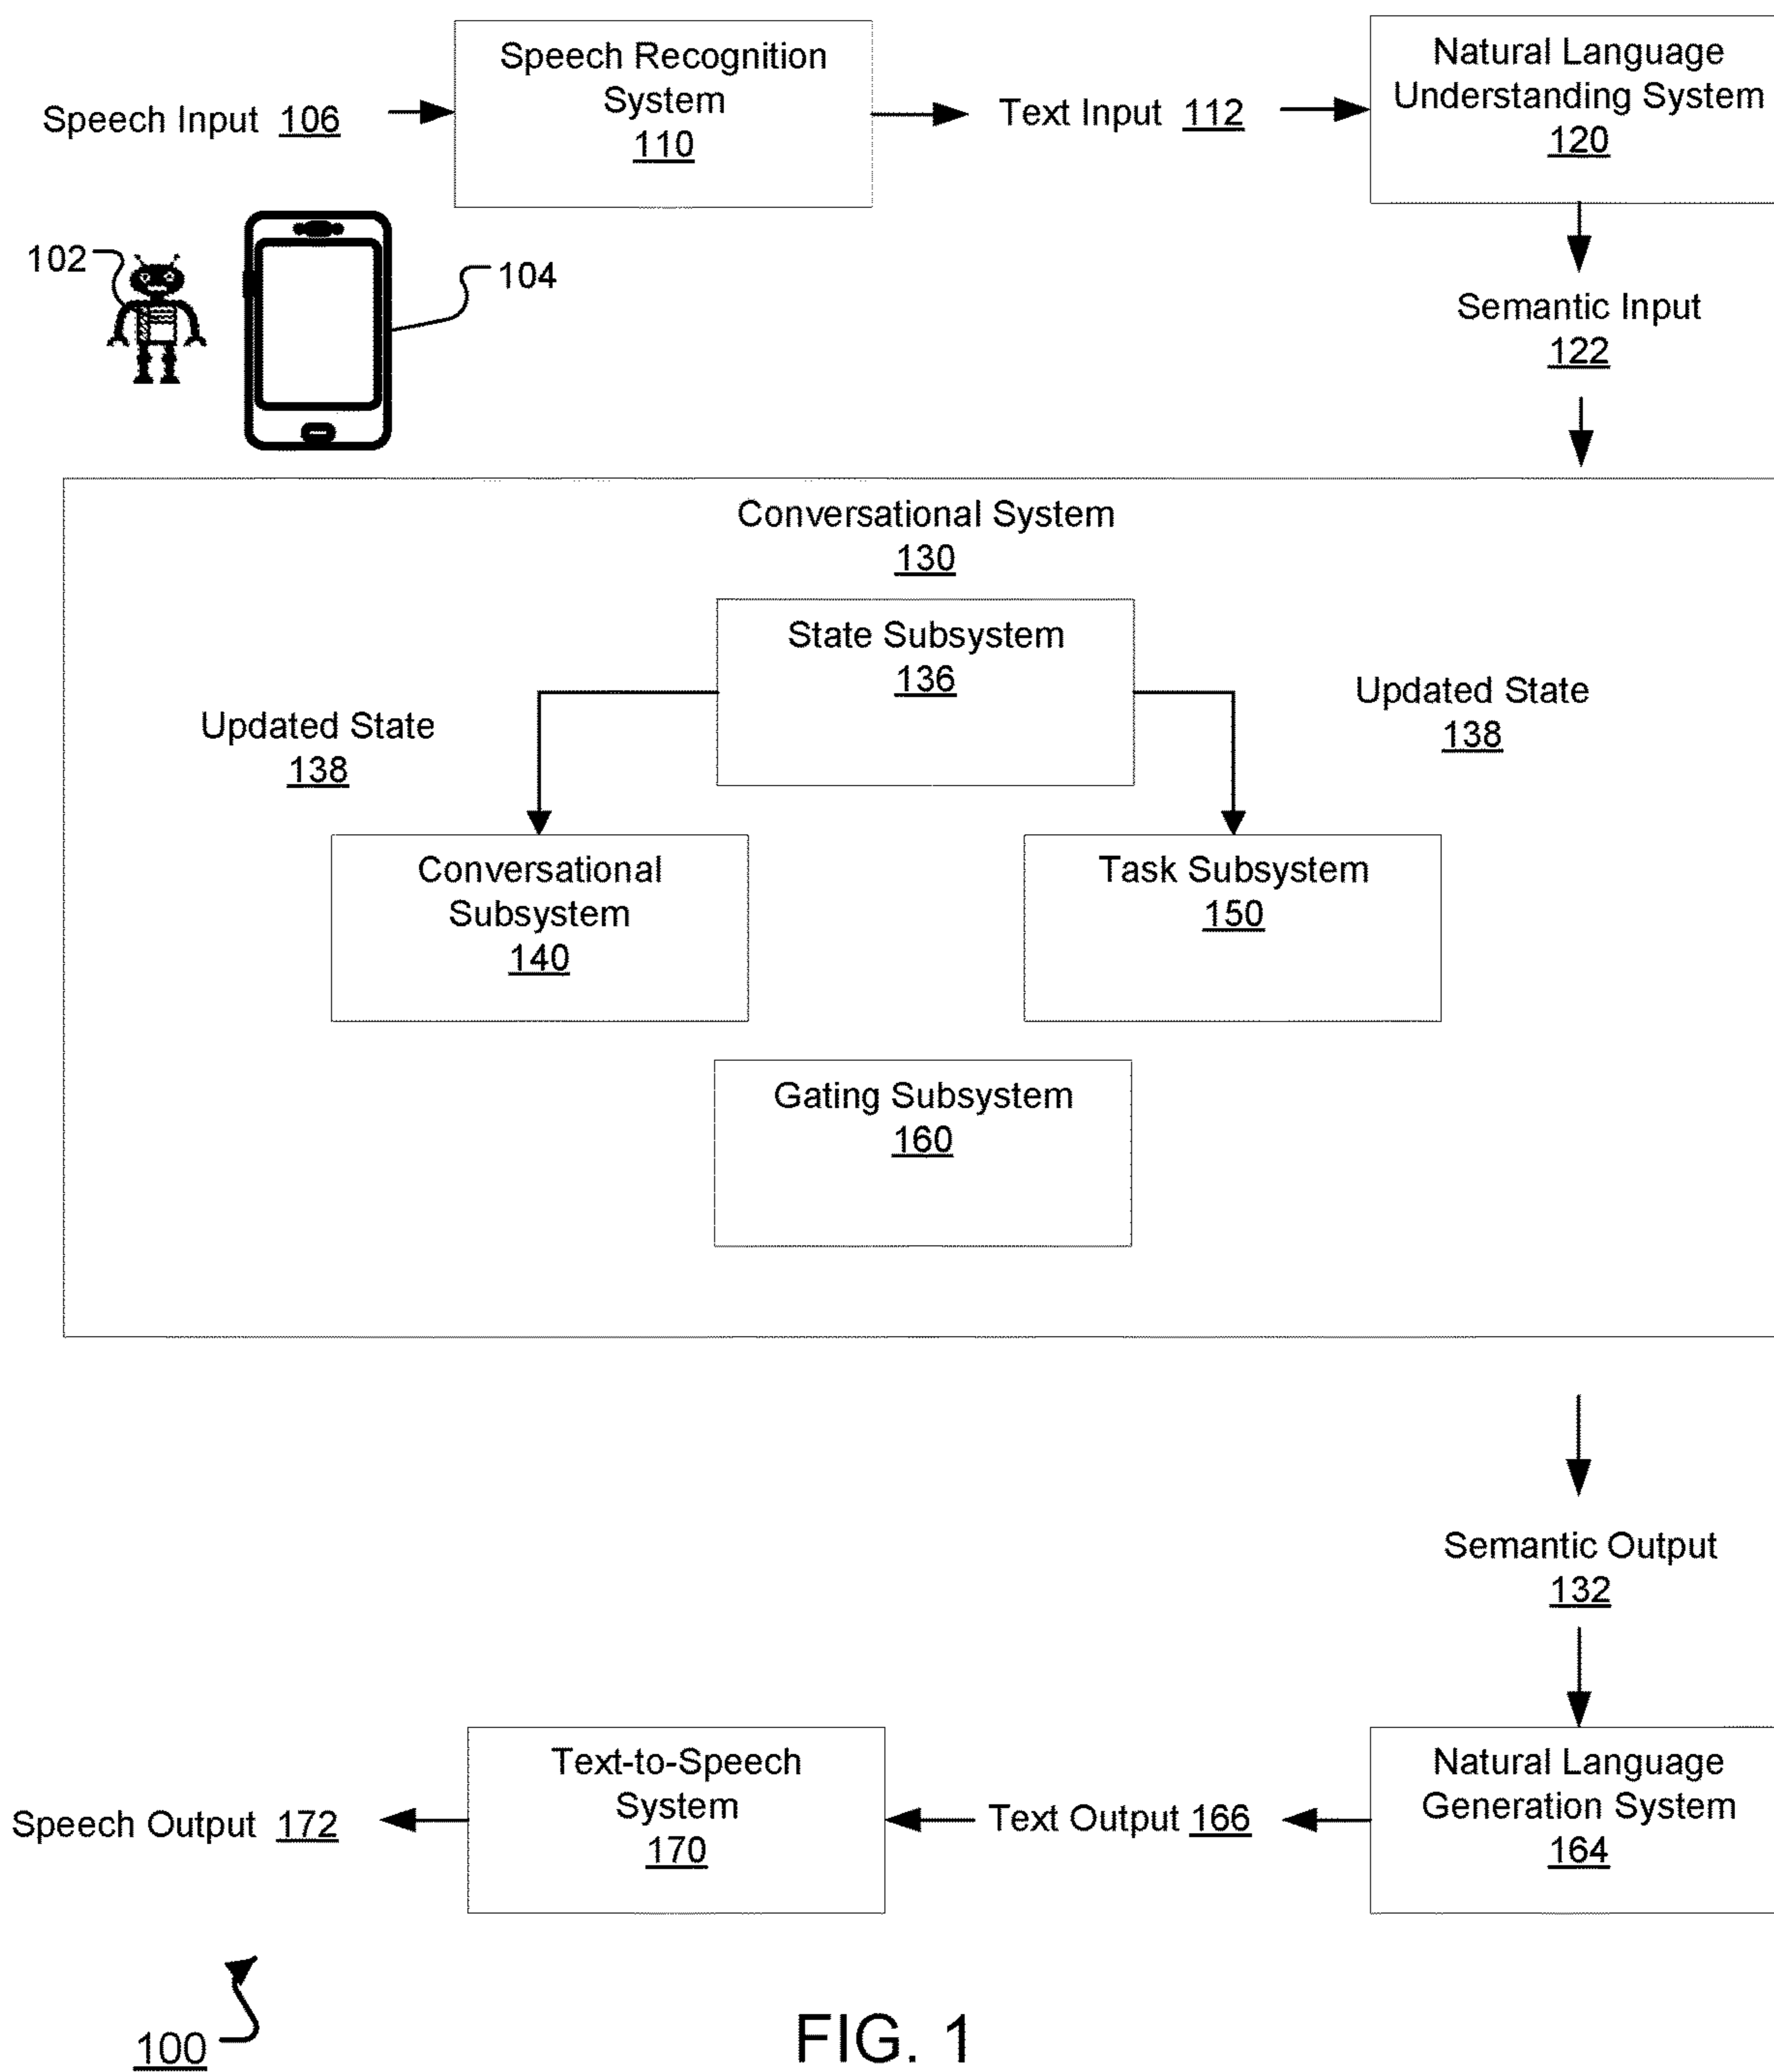 Speech Input 106
Speech Recognition
System
110
Text Input 112
Natural Language
Understanding System
120
102
104
Semantic Input
122
Conversational System
130
State Subsystem
136
Updated State
138
Updated State
138
Conversational
Subsystem
140
Task Subsystem
150
Gating Subsystem
160
Semantic Output
132
Speech Output 172
Text-to-Speech
System
170
Text Output 166
Natural Language
Generation System
164
100
FIG. 1